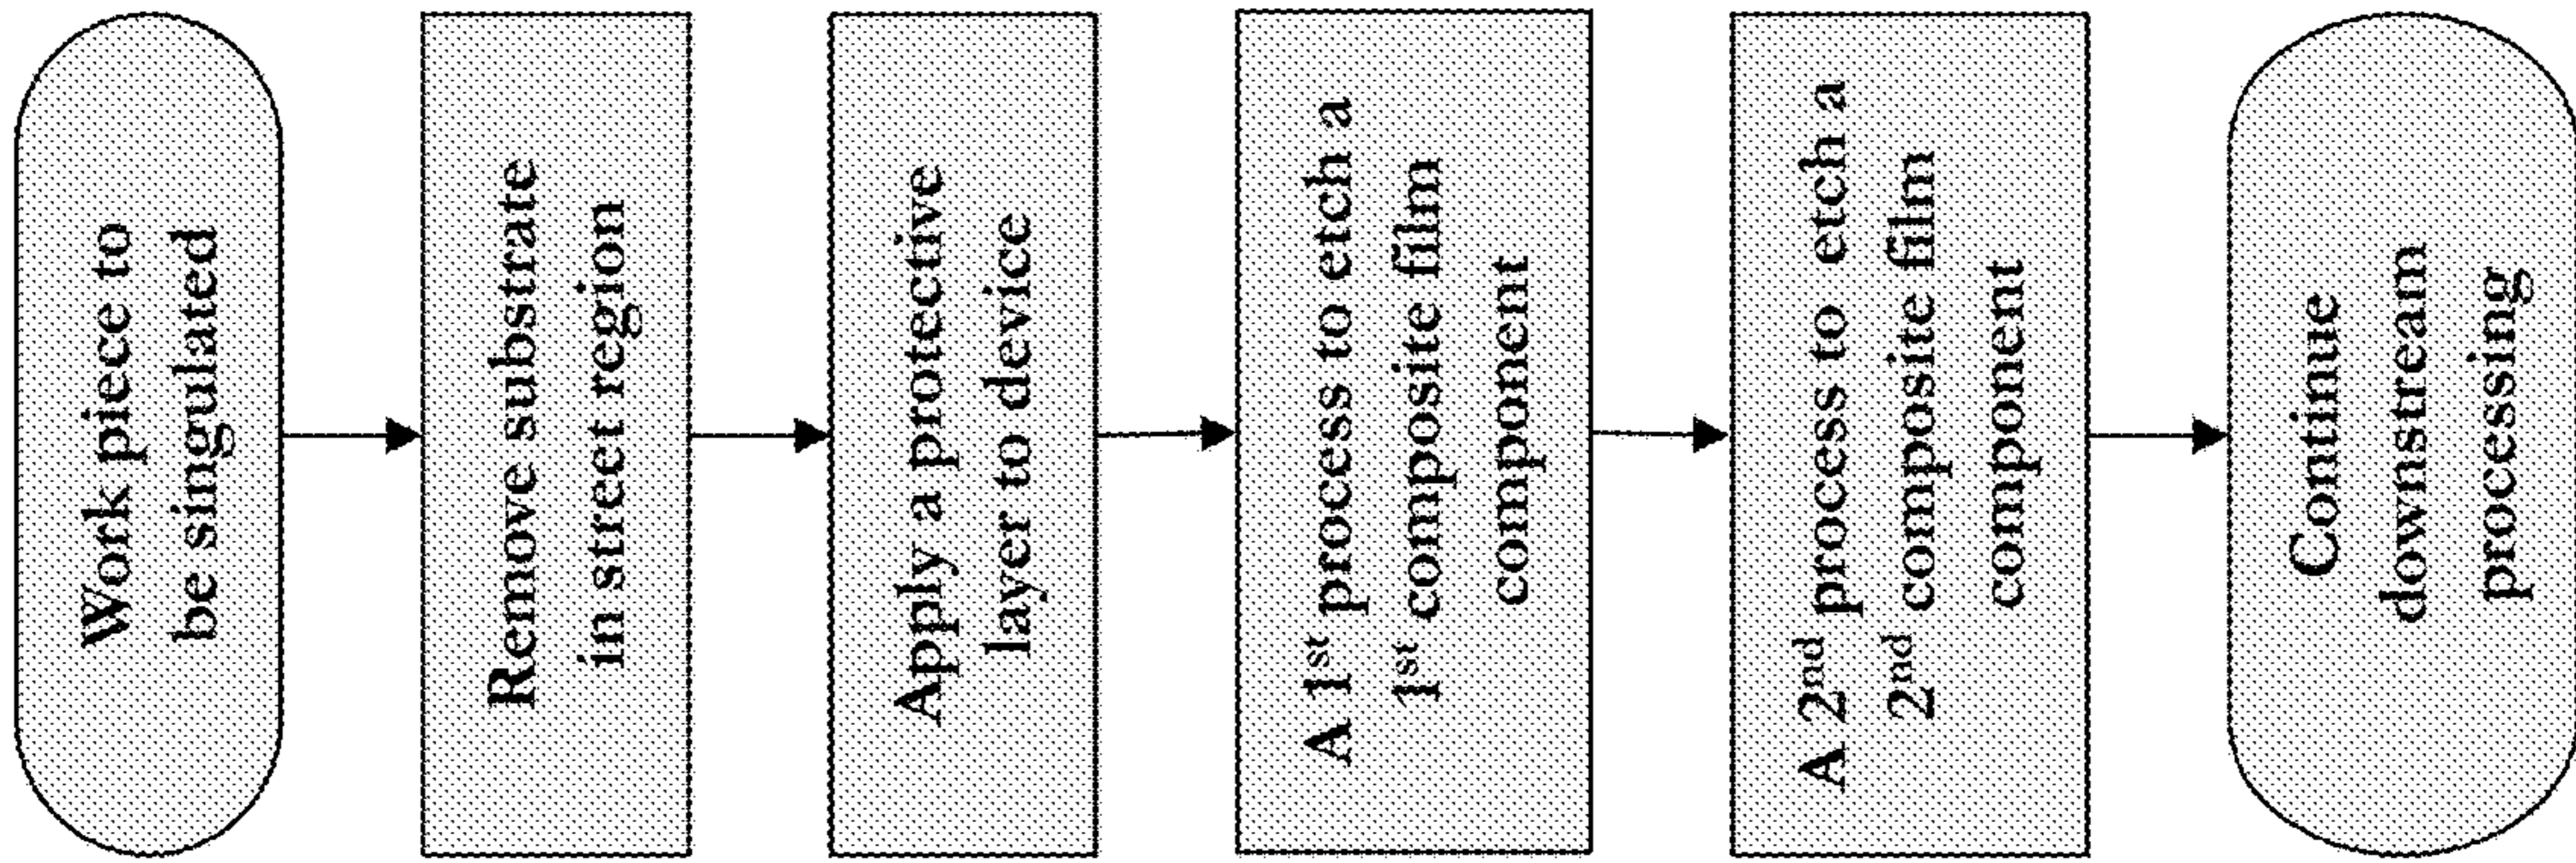 Work piece to
be singulated
Remove substrate
in street region
Apply a protective
layer to device
A 1st process to etch a
1st composite film
component
A 2nd process to etch a
2nd composite film
component
Continue
downstream
processing